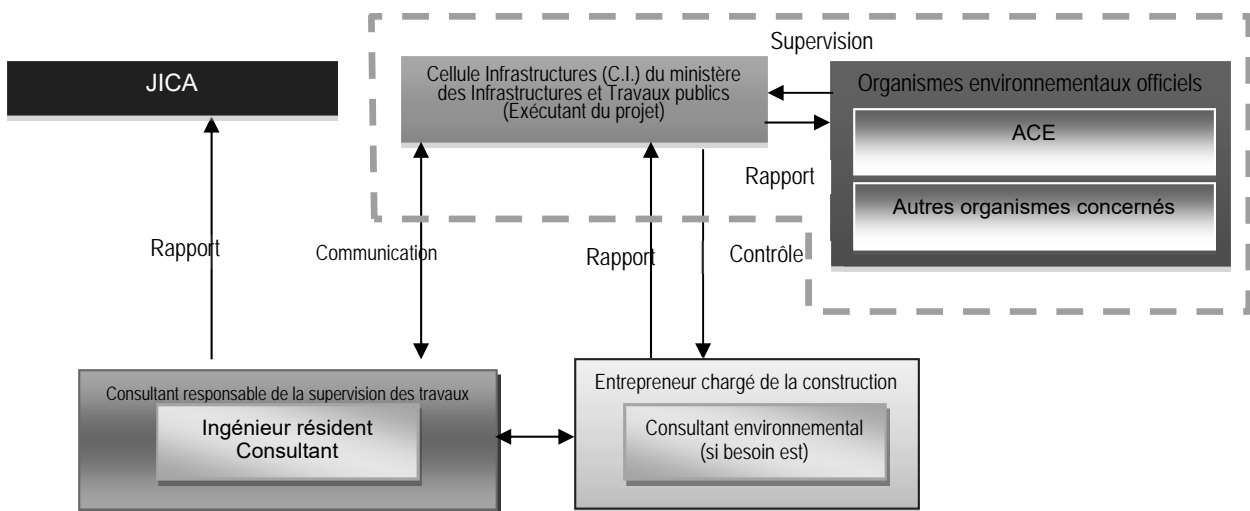 Supervision
JICA
Cellule Infrastructures (C.I.) du ministère
des Infrastructures et Travaux publics
(Exécutant du projet)
Organismes environnementaux officiels
ACE
Rapport
Autres organismes concernés
Rapport
Communication
Rapport
Contrôle
Consultant responsable de la supervision des travaux
Ingénieur résident
Consultant
Entrepreneur chargé de la construction
Consultant environnemental
(si besoin est)